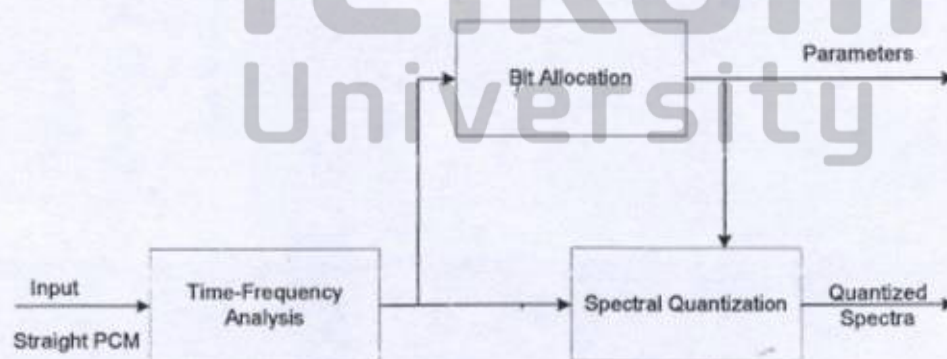 University
Bit Allocation
Parameters
Input
Straight PCM
Time-Frequency
Analysis
Spectral Quantization
Quantized
Spectra